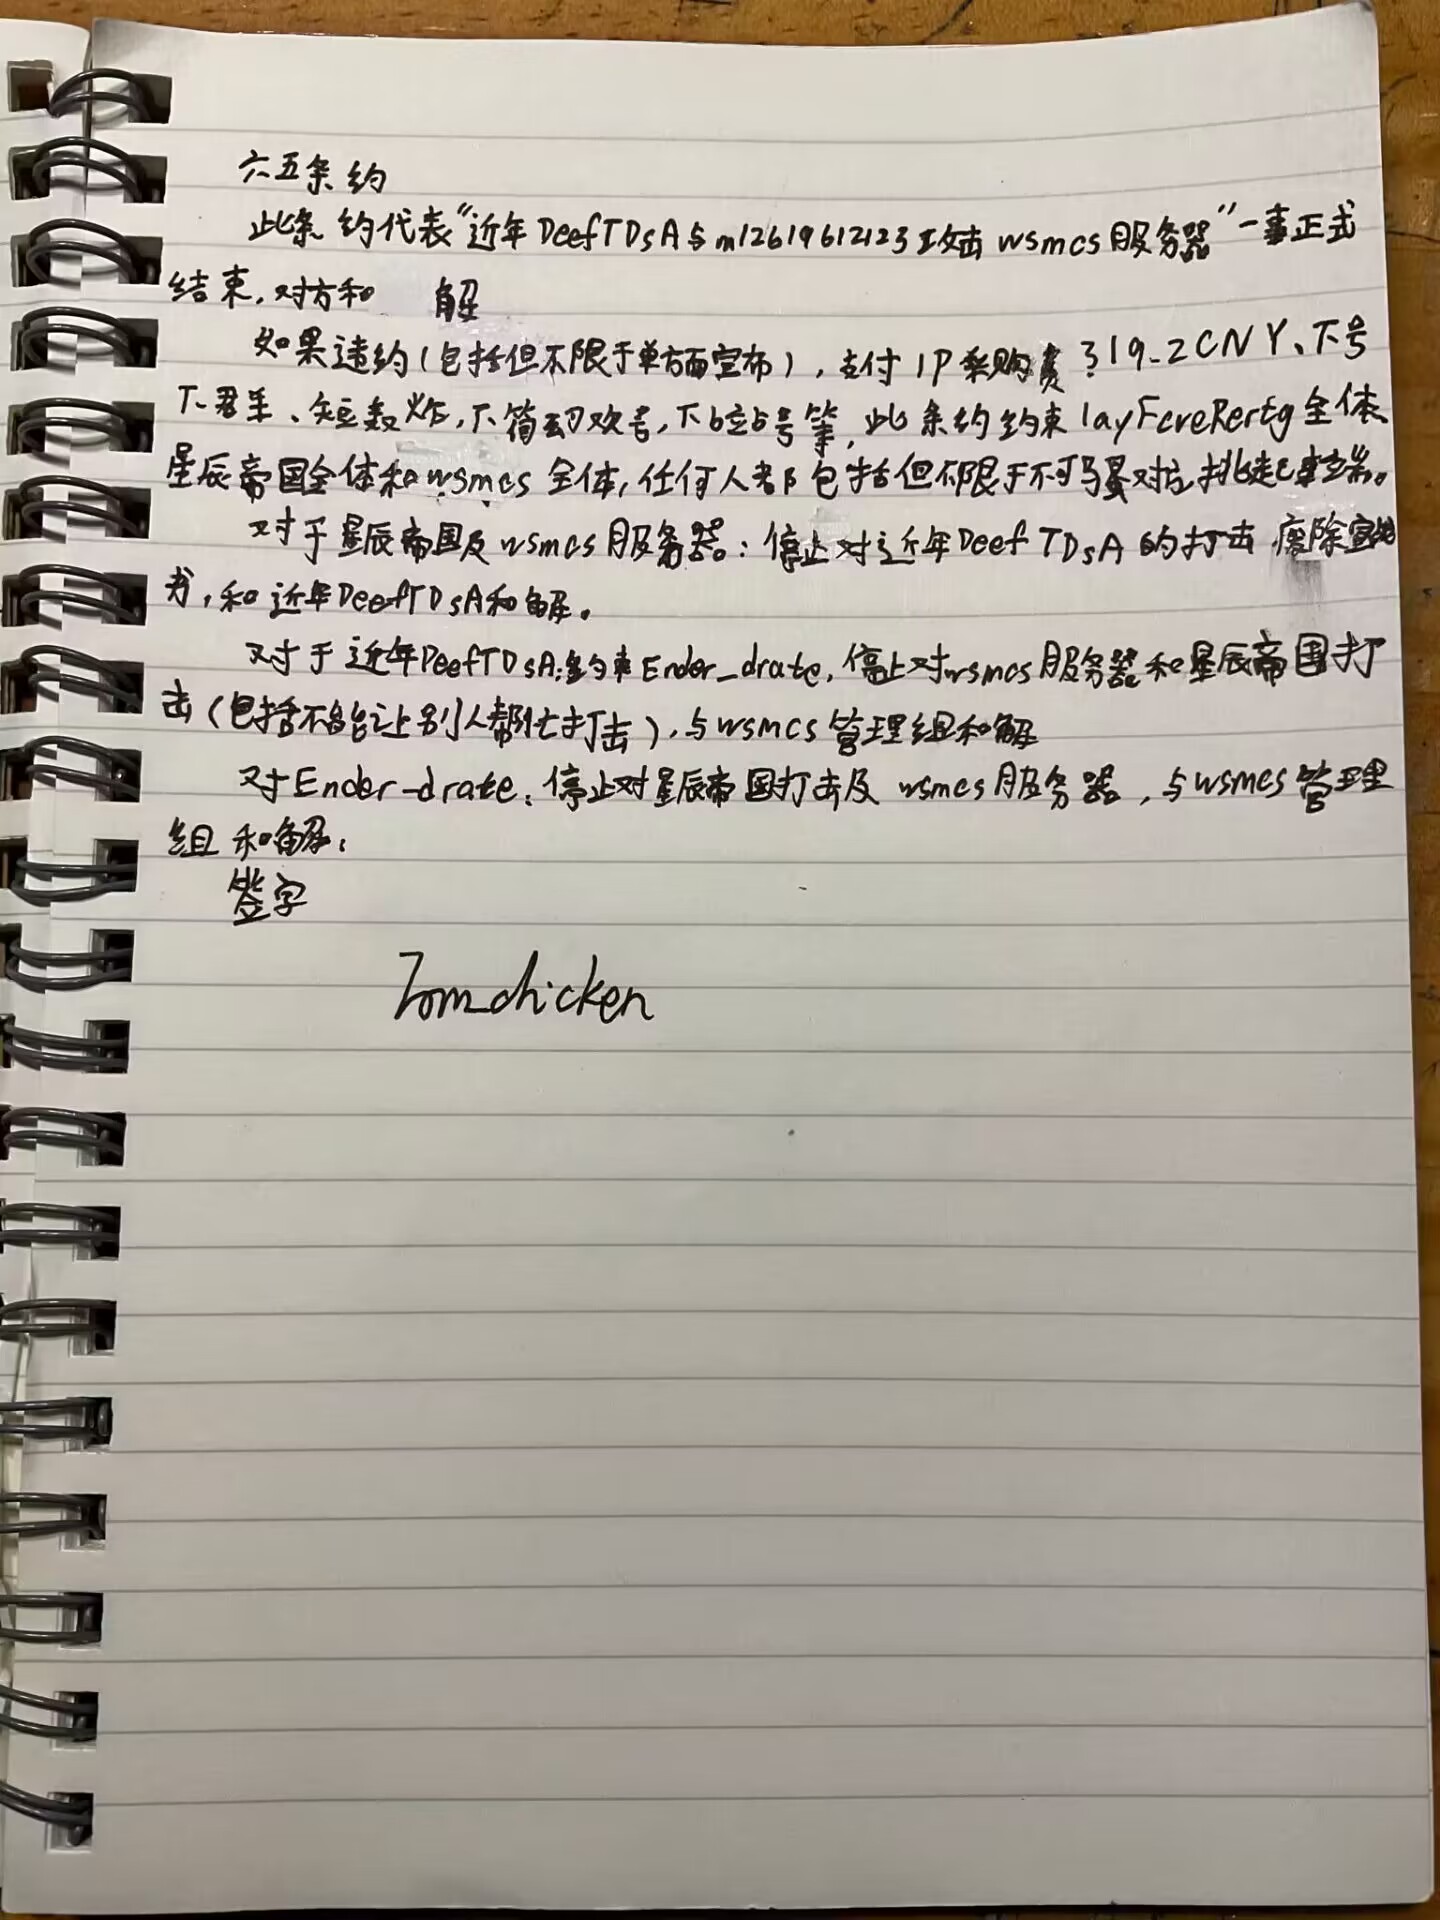 六五条约
此条约代表“近年DeefTDsA与m12619612123攻击wsmcs服务器”一事正式
结束,对方和 解
如果违约(包括但不限于单方面宣布),支付IP采购费319.2CNY、下号
下君羊、短轰炸,下号,下b站号等,此条约约束layFcreRertg全体、
星辰帝国全体和wsmcs全体,任何人都包括但不限于不可骂对立挑起事端。
对于星辰帝国及wsmcs服务器:停止对近年DeefTDsA的打击 废除宣战
书,和近年DeefTDsA和解。
对于近年DeefTDsA:约束Ender_drate,停止对wsmcs服务器和星辰帝国打
击(包括不能让别人帮忙打击),与wsmcs管理组和解
对Ender_drate:停止对星辰帝国打击及wsmcs服务器,与wsmcs管理
组和解.
签字
Tom_chicken